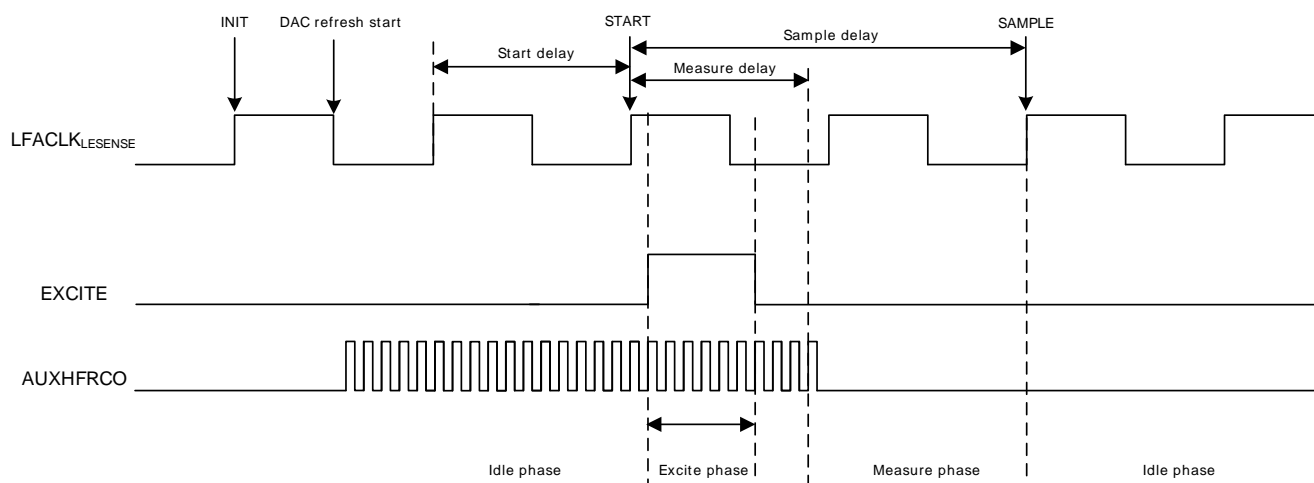 INIT
DAC refresh start
START
SAMPLE
Start delay
Sample delay
Measure delay
LFACLKLESENSE
EXCITE
AUXHFRCO
Idle phase
Excite phase
Measure phase
Idle phase